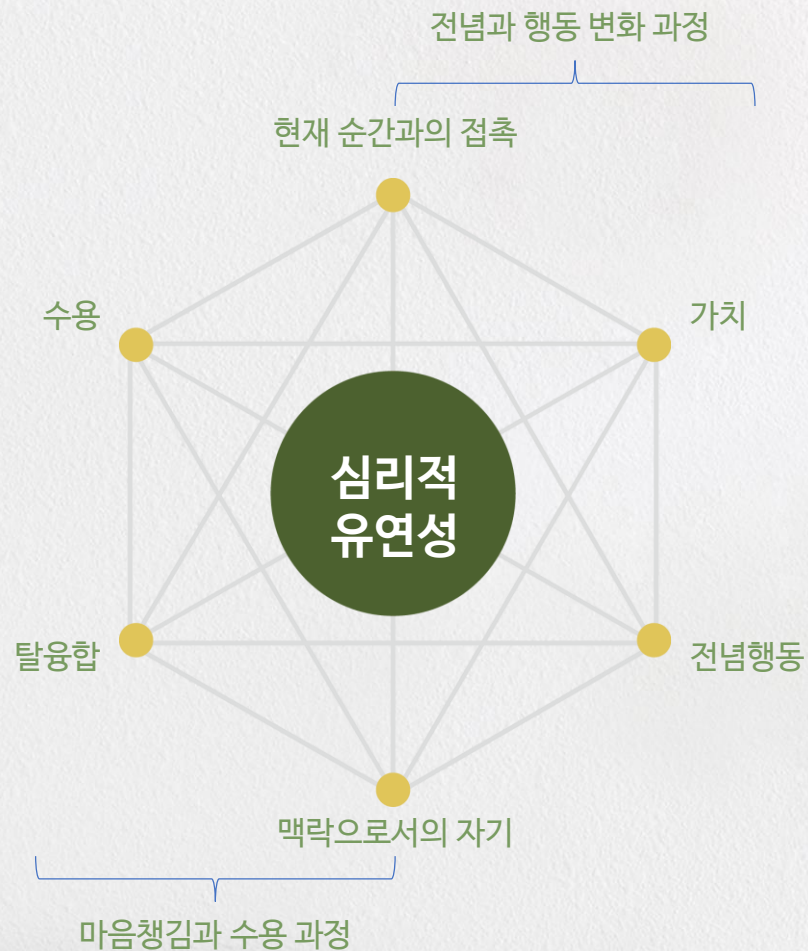 전념과 행동 변화 과정
현재 순간과의 접촉
수용
가치
심리적
유연성
탈융합
전념행동
맥락으로서의 자기
마음챙김과 수용 과정